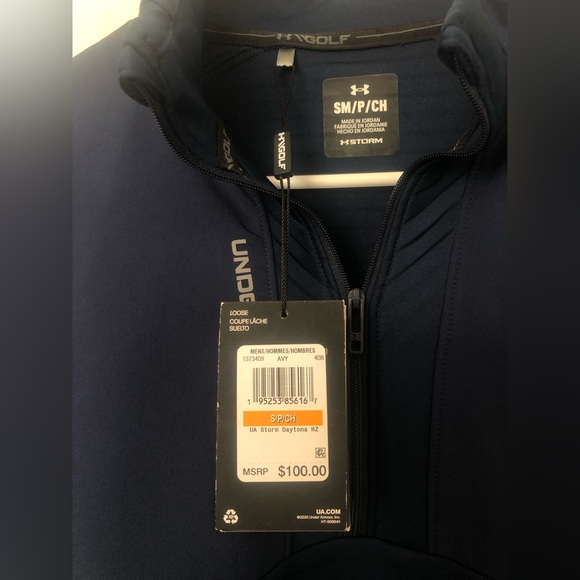 GOLF
SM/P/CH
MADE IN JORDAN
FABRIQUÉ EN JORDANIE
HECHO EN JORDANIA
STORM
GOLF
UNDE
LOOSE
COUPE LÂCHE
SUELTO
MENS/HOMMES/HOMBRES
1373409 AVY 408
1 95253 85616 7
S/P/CH
UA Storm Daytona HZ
MSRP $100.00
UA.COM
©2020 Under Armour, Inc.